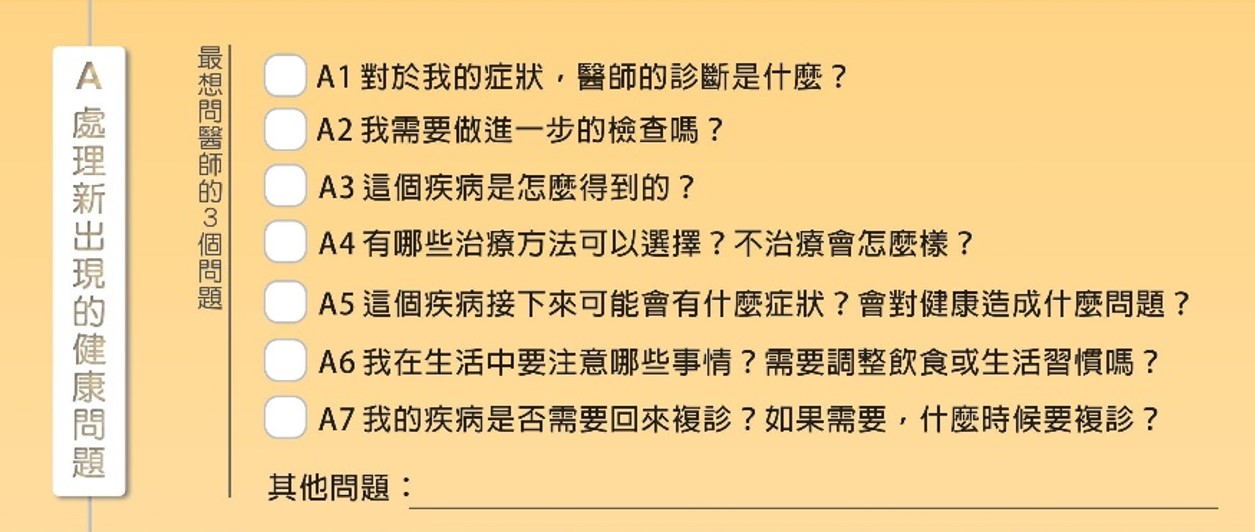 A 處理新出現的健康問題
最想問醫師的3個問題
A1 對於我的症狀，醫師的診斷是什麼？
A2 我需要做進一步的檢查嗎？
A3 這個疾病是怎麼得到的？
A4 有哪些治療方法可以選擇？不治療會怎麼樣？
A5 這個疾病接下來可能會有什麼症狀？會對健康造成什麼問題？
A6 我在生活中要注意哪些事情？需要調整飲食或生活習慣嗎？
A7 我的疾病是否需要回來複診？如果需要，什麼時候要複診？
其他問題：